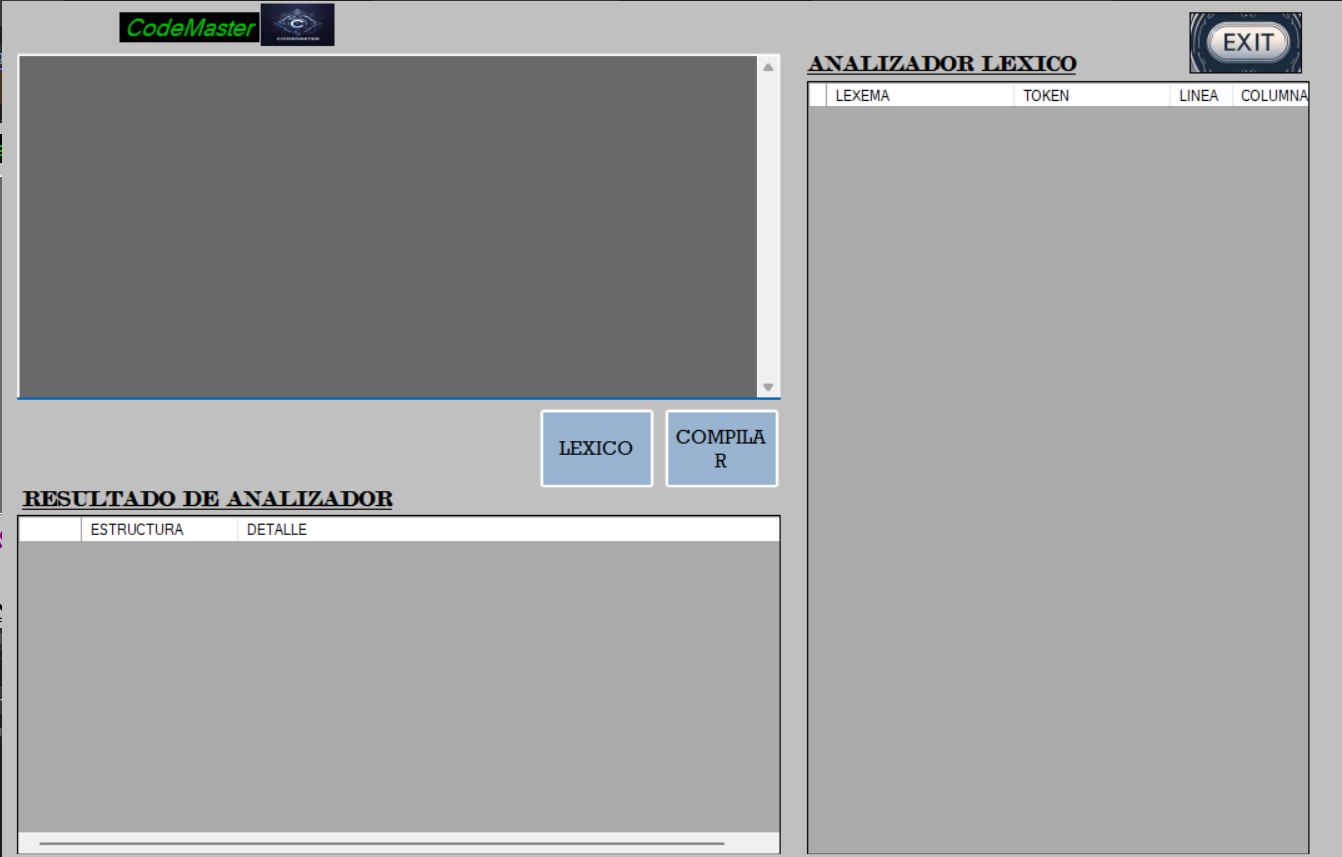 CodeMaster
C
CODEMASTER
EXIT
ANALIZADOR LEXICO
LEXEMA TOKEN LINEA COLUMNA
LEXICO
COMPILA
R
RESULTADO DE ANALIZADOR
ESTRUCTURA DETALLE